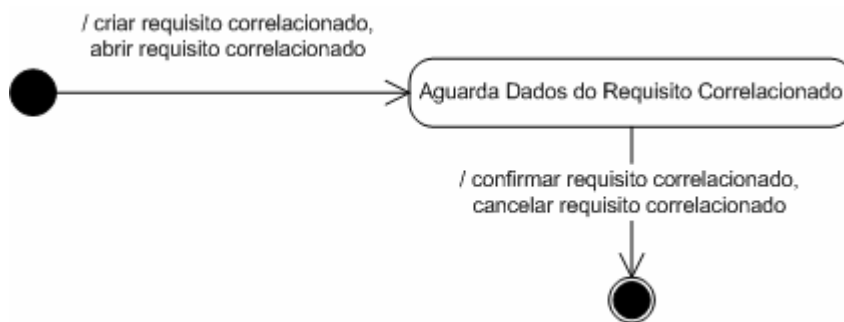 / criar requisito correlacionado,
abrir requisito correlacionado
Aguarda Dados do Requisito Correlacionado
/ confirmar requisito correlacionado,
cancelar requisito correlacionado